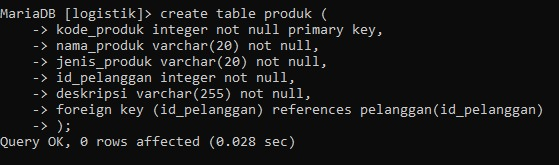 MariaDB [logistik]> create table produk (
    -> kode_produk integer not null primary key,
    -> nama_produk varchar(20) not null,
    -> jenis_produk varchar(20) not null,
    -> id_pelanggan integer not null,
    -> deskripsi varchar(255) not null,
    -> foreign key (id_pelanggan) references pelanggan(id_pelanggan)
    -> );
Query OK, 0 rows affected (0.028 sec)